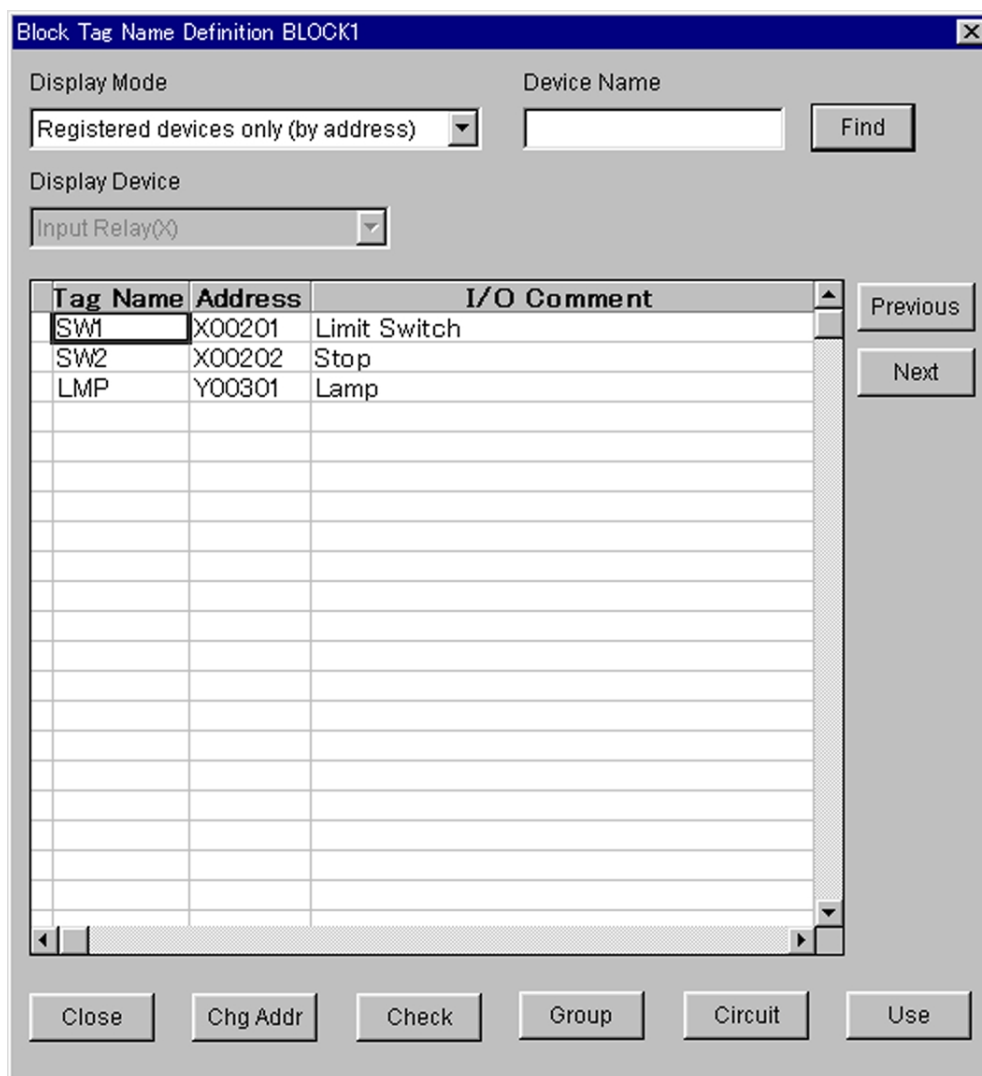 Block Tag Name Definition BLOCK1
Display Mode
Device Name
Registered devices only (by address)
Find
Display Device
Input Relay(X)
Tag Name Address I/O Comment
SW1 X00201 Limit Switch
SW2 X00202 Stop
LMP Y00301 Lamp
Previous
Next
Close Chg Addr Check Group Circuit Use